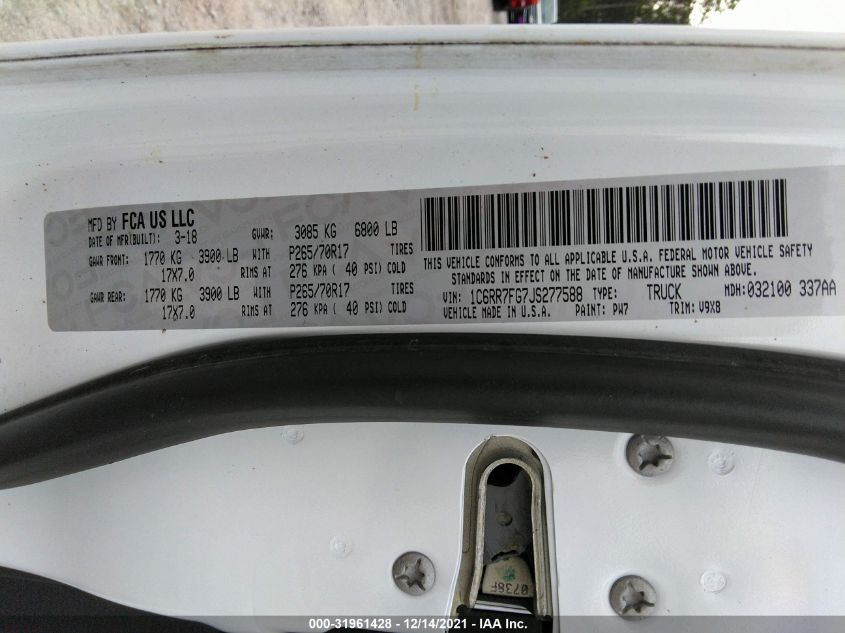 MFD BY FCA US LLC
DATE OF MFR(BUILT): 3-18 GVWR: 3085 KG 6800 LB
GAWR FRONT: 1770 KG 3900 LB WITH P265/70R17 TIRES
17X7.0 RIMS AT 276 KPA ( 40 PSI) COLD
GAWR REAR: 1770 KG 3900 LB WITH P265/70R17 TIRES
17X7.0 RIMS AT 276 KPA ( 40 PSI) COLD
THIS VEHICLE CONFORMS TO ALL APPLICABLE U.S.A. FEDERAL MOTOR VEHICLE SAFETY
STANDARDS IN EFFECT ON THE DATE OF MANUFACTURE SHOWN ABOVE.
VIN: 1C6RR7FG7JS277588 TYPE: TRUCK MDH: 032100 337AA
VEHICLE MADE IN U.S.A. PAINT: PW7 TRIM: V9X8
0738F
000-31961428 - 12/14/2021 - IAA Inc.